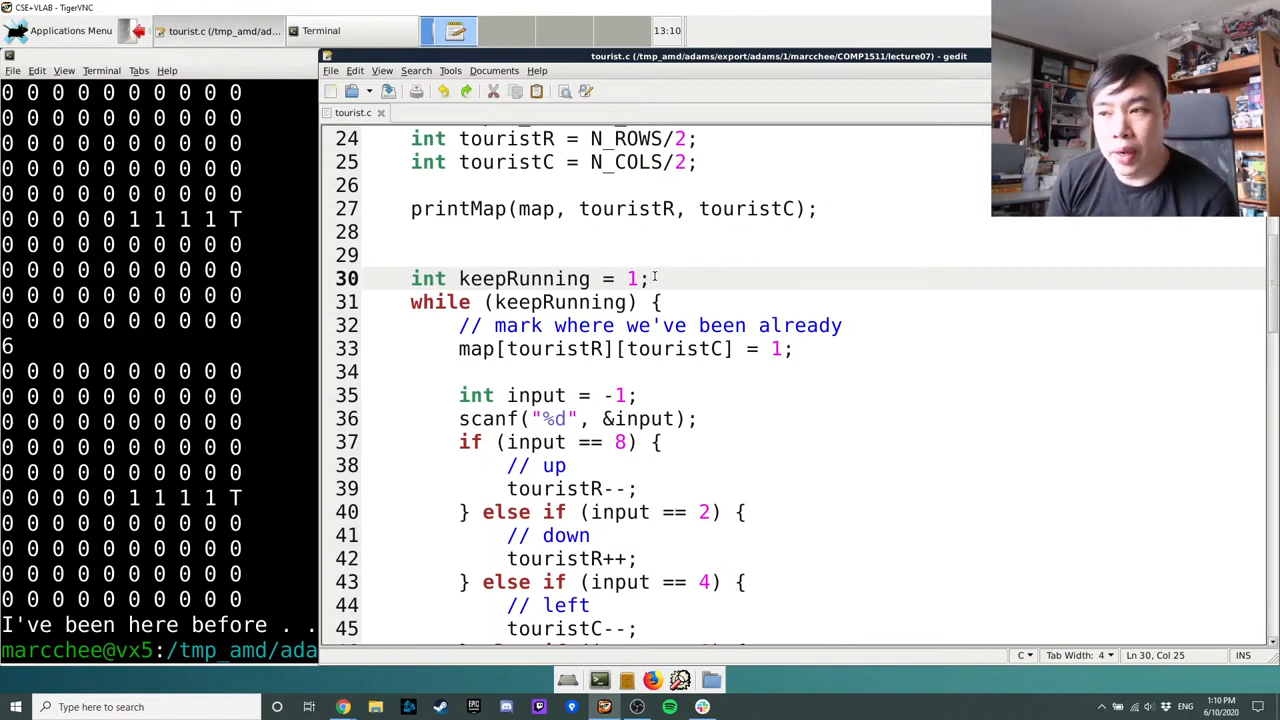 CSE+VLAB - TigerVNC
Applications Menu
tourist.c (/tmp_amd/ad...
Terminal
13:10
File Edit View Terminal Tabs Help
0 0 0 0 0 0 0 0 0 0
0 0 0 0 0 0 0 0 0 0
0 0 0 0 0 0 0 0 0 0
0 0 0 0 0 0 0 0 0 0
0 0 0 0 0 0 0 0 0 0
0 0 0 0 0 1 1 1 1 T
0 0 0 0 0 0 0 0 0 0
0 0 0 0 0 0 0 0 0 0
0 0 0 0 0 0 0 0 0 0
0 0 0 0 0 0 0 0 0 0
6
0 0 0 0 0 0 0 0 0 0
0 0 0 0 0 0 0 0 0 0
0 0 0 0 0 0 0 0 0 0
0 0 0 0 0 0 0 0 0 0
0 0 0 0 0 0 0 0 0 0
0 0 0 0 0 1 1 1 1 T
0 0 0 0 0 0 0 0 0 0
0 0 0 0 0 0 0 0 0 0
0 0 0 0 0 0 0 0 0 0
0 0 0 0 0 0 0 0 0 0
I've been here before . .
marcchee@vx5:/tmp_amd/ada
tourist.c (/tmp_amd/adams/export/adams/1/marcchee/COMP1511/lecture07) - gedit
File Edit View Search Tools Documents Help
tourist.c
24 int touristR = N_ROWS/2;
25 int touristC = N_COLS/2;
26
27 printMap(map, touristR, touristC);
28
29
30 int keepRunning = 1;
31 while (keepRunning) {
32 // mark where we've been already
33 map[touristR][touristC] = 1;
34
35 int input = -1;
36 scanf("%d", &input);
37 if (input == 8) {
38 // up
39 touristR--;
40 } else if (input == 2) {
41 // down
42 touristR++;
43 } else if (input == 4) {
44 // left
45 touristC--;
C Tab Width: 4 Ln 30, Col 25 INS
Type here to search
ENG
1:10 PM
6/10/2020